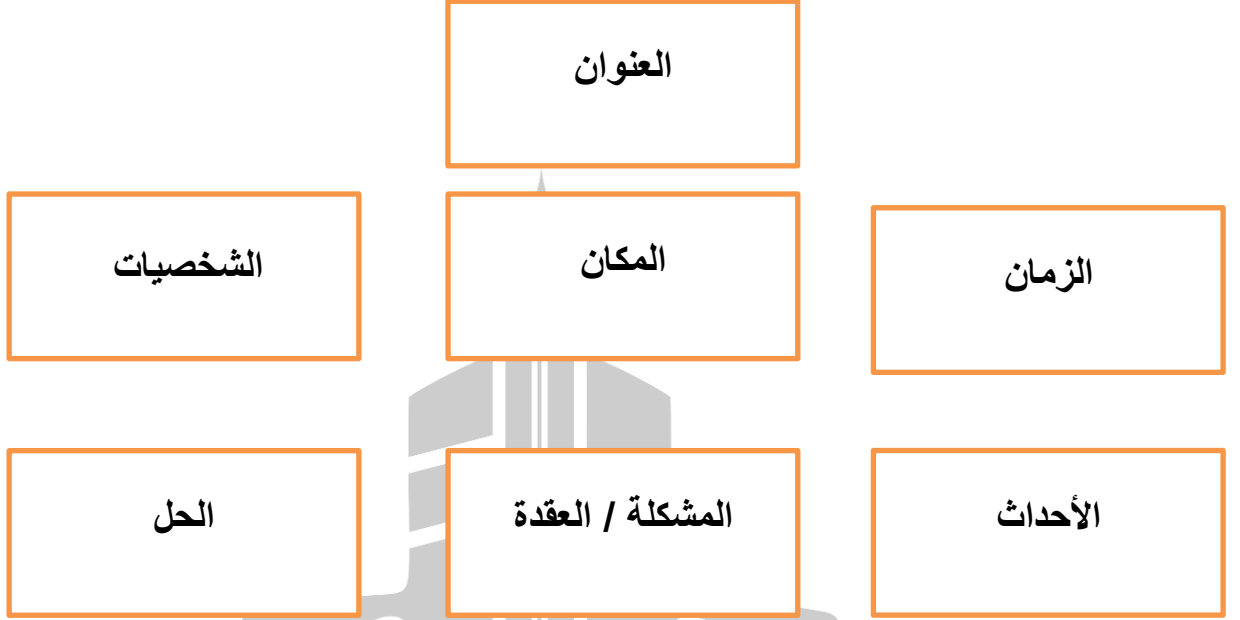 العنوان
الزمان
المكان
الشخصيات
الأحداث
المشكلة / العقدة
الحل